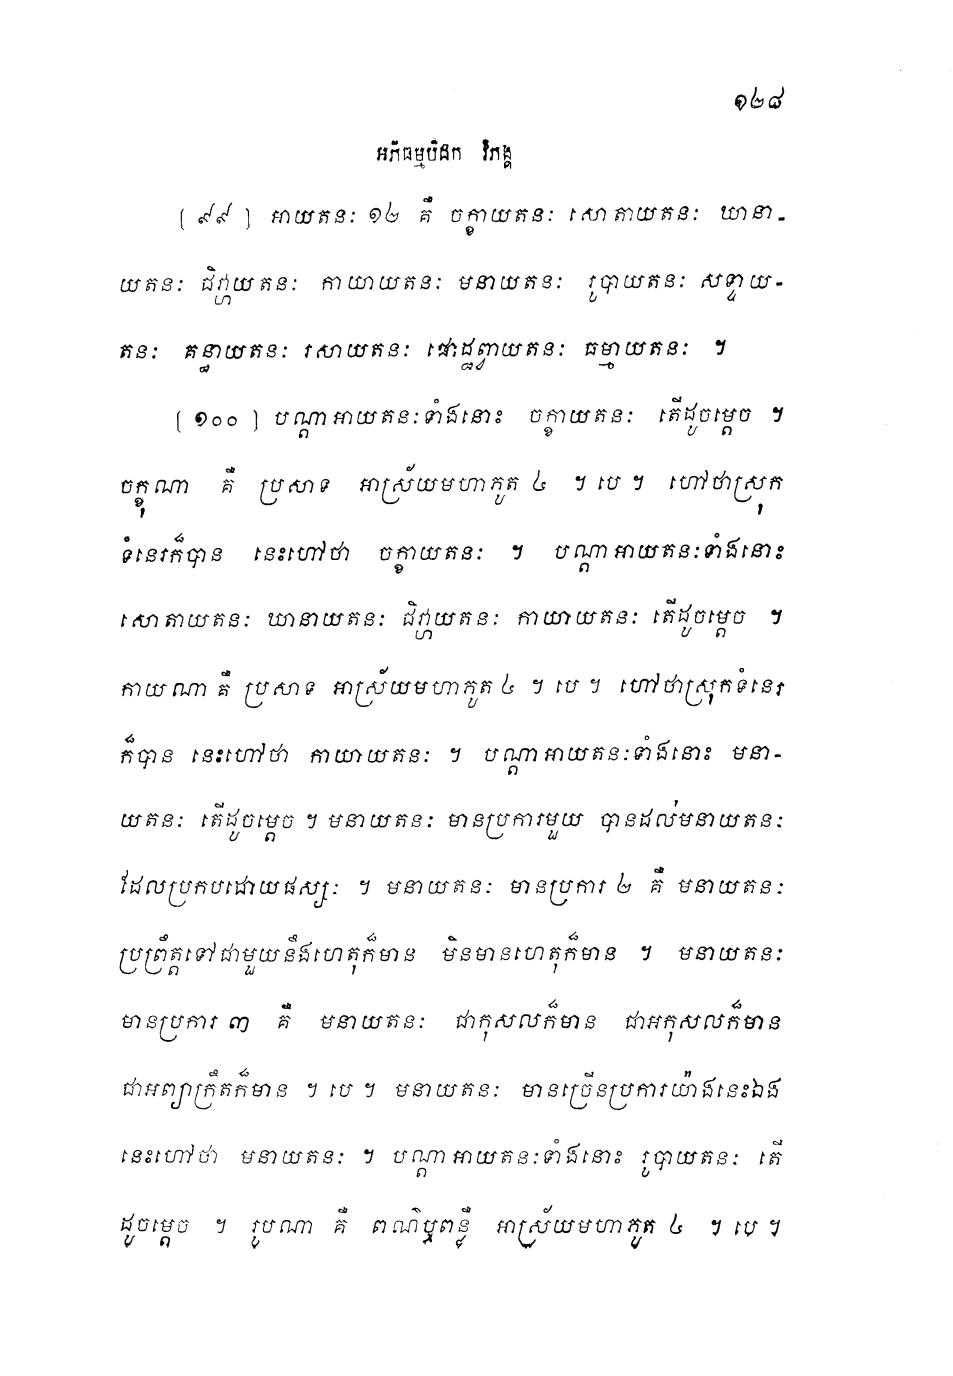 ១២៨
អភិធម្មបិដក វិភង្គ
(៩៩) អាយតនៈ ១២ គឺ ចក្ខាយតនៈ សោតាយតនៈ ឃានា-
យតនៈ ជិវ្ហាយតនៈ កាយាយតនៈ មនាយតនៈ រូបាយតនៈ សទ្ទាយ-
តនៈ គន្ធាយតនៈ រសាយតនៈ ផោដ្ឋព្វាយតនៈ ធម្មាយតនៈ ។
(១០០) បណ្តាអាយតនៈទាំងនោះ ចក្ខាយតនៈ តើដូចម្តេច ។
ចក្ខុណា គឺ ប្រសាទ អាស្រ័យមហាភូត ៤ ។ បេ ។ ហៅថាស្រុក
ទំនេរក៏បាន នេះហៅថា ចក្ខាយតនៈ ។ បណ្តាអាយតនៈទាំងនោះ
សោតាយតនៈ ឃានាយតនៈ ជិវ្ហាយតនៈ កាយាយតនៈ តើដូចម្តេច ។
កាយណា គឺ ប្រសាទ អាស្រ័យមហាភូត ៤ ។ បេ ។ ហៅថាស្រុកទំនេរ
ក៏បាន នេះហៅថា កាយាយតនៈ ។ បណ្តាអាយតនៈទាំងនោះ មនា-
យតនៈ តើដូចម្តេច ។ មនាយតនៈ មានប្រការមួយ បានដល់មនាយតនៈ
ដែលប្រកបដោយផស្សៈ ។ មនាយតនៈ មានប្រការ ២ គឺ មនាយតនៈ
ប្រព្រឹត្តទៅជាមួយនឹងហេតុក៏មាន មិនមានហេតុក៏មាន ។ មនាយតនៈ
មានប្រការ ៣ គឺ មនាយតនៈ ជាកុសលក៏មាន ជាអកុសលក៏មាន
ជាអព្យាក្រឹតក៏មាន ។ បេ ។ មនាយតនៈ មានច្រើនប្រការយ៉ាងនេះឯង
នេះហៅថា មនាយតនៈ ។ បណ្តាអាយតនៈទាំងនោះ រូបាយតនៈ តើ
ដូចម្តេច ។ រូបណា គឺ ពណ៌ឬពន្លឺ អាស្រ័យមហាភូត ៤ ។ បេ ។